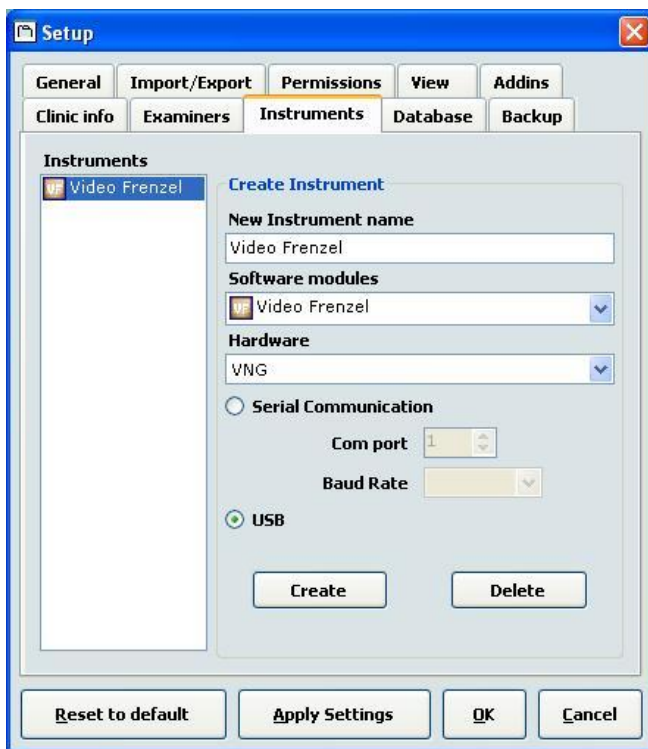 Setup
General Import/Export Permissions View Addins
Clinic info Examiners Instruments Database Backup
Instruments
VF Video Frenzel
Create Instrument
New Instrument name
Video Frenzel
Software modules
VF Video Frenzel
Hardware
VNG
Serial Communication
Com port 1
Baud Rate
USB
Create Delete
Reset to default Apply Settings OK Cancel